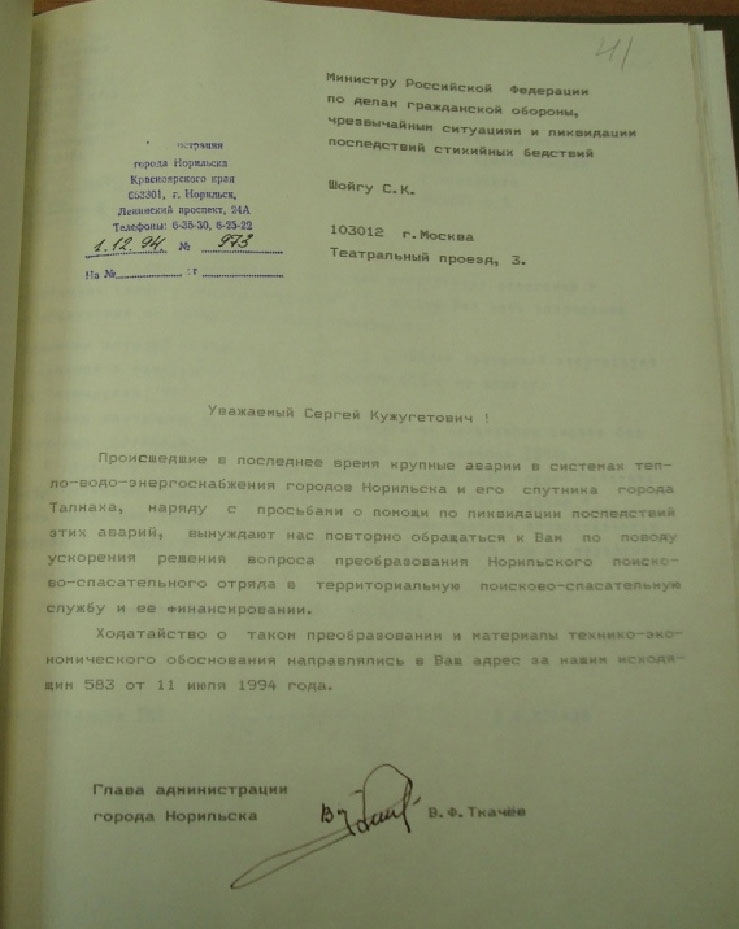 41
Министру Российской Федерации
по делам гражданской обороны,
чрезвычайным ситуациям и ликвидации
последствий стихийных бедствий
Шойгу С.К.
103012 г.Москва
Театральный проезд, 3.
города Норильска
Красноярского края
663301, г. Норильск,
Ленинский проспект, 24А
Телефоны: 6-35-30, 6-25-22
1.12.94 № 973
На №
Уважаемый Сергей Кужугетович !
Происшедшие в последнее время крупные аварии в системах теп-
ло-водо-энергоснабжения городов Норильска и его спутника города
Талнаха, наряду с просьбами о помощи по ликвидации последствий
этих аварий, вынуждают нас повторно обращаться к Вам по поводу
ускорения решения вопроса преобразования Норильского поиско-
во-спасательного отряда в территориальную поисково-спасательную
службу и ее финансировании.
Ходатайство о таком преобразовании и материалы технико-эко-
номического обоснования направлялись в Ваш адрес за нашим исходя-
щим 583 от 11 июля 1994 года.
Глава администрации
города Норильска В.Ф.Ткачев